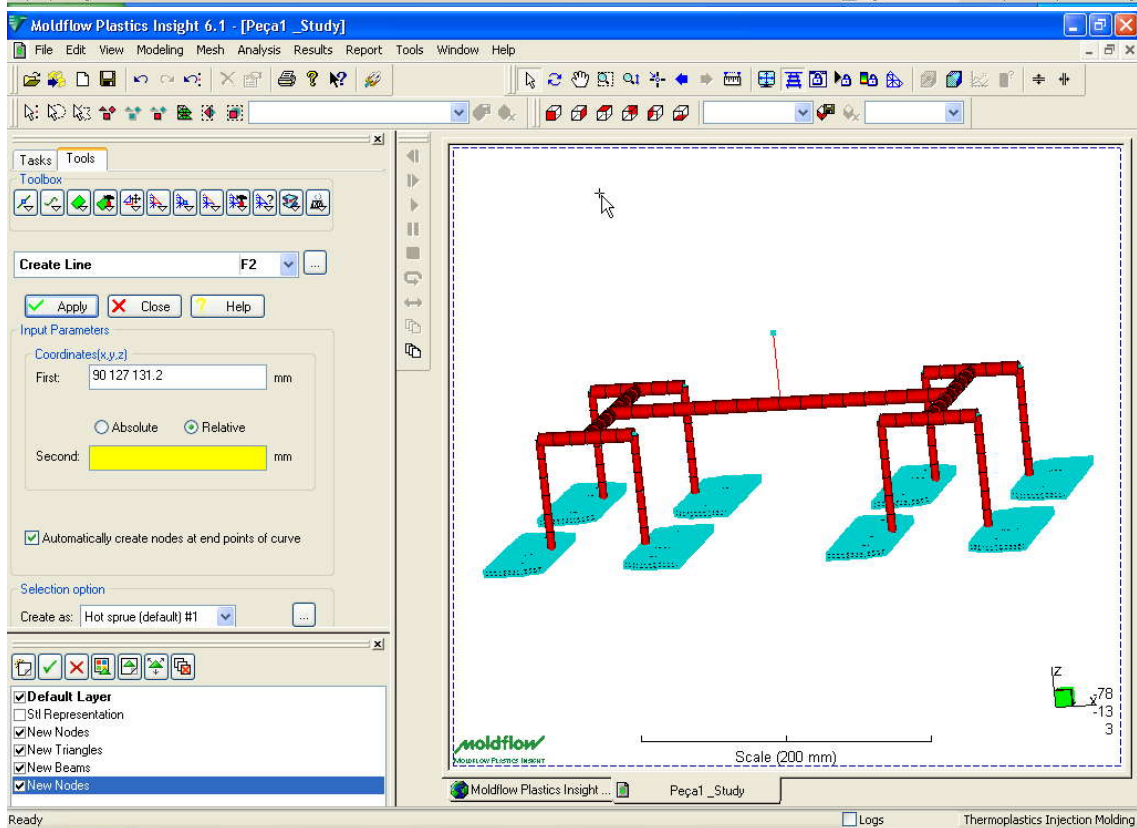 Moldflow Plastics Insight 6.1 - [Peça1 _Study]
File Edit View Modeling Mesh Analysis Results Report Tools Window Help
Tasks Tools
Toolbox
Create Line F2 ...
Apply Close ? Help
Input Parameters
Coordinates(x,y,z)
First: 90 127 131.2 mm
Absolute Relative
Second: mm
Automatically create nodes at end points of curve
Selection option
Create as: Hot sprue (default) #1 ...
Default Layer
Stl Representation
New Nodes
New Triangles
New Beams
New Nodes
Z
X
-78
-13
3
moldflow
MOLDFLOW PLASTICS INSIGHT
Scale (200 mm)
Moldflow Plastics Insight ... Peça1 _Study
Ready Logs Thermoplastics Injection Molding